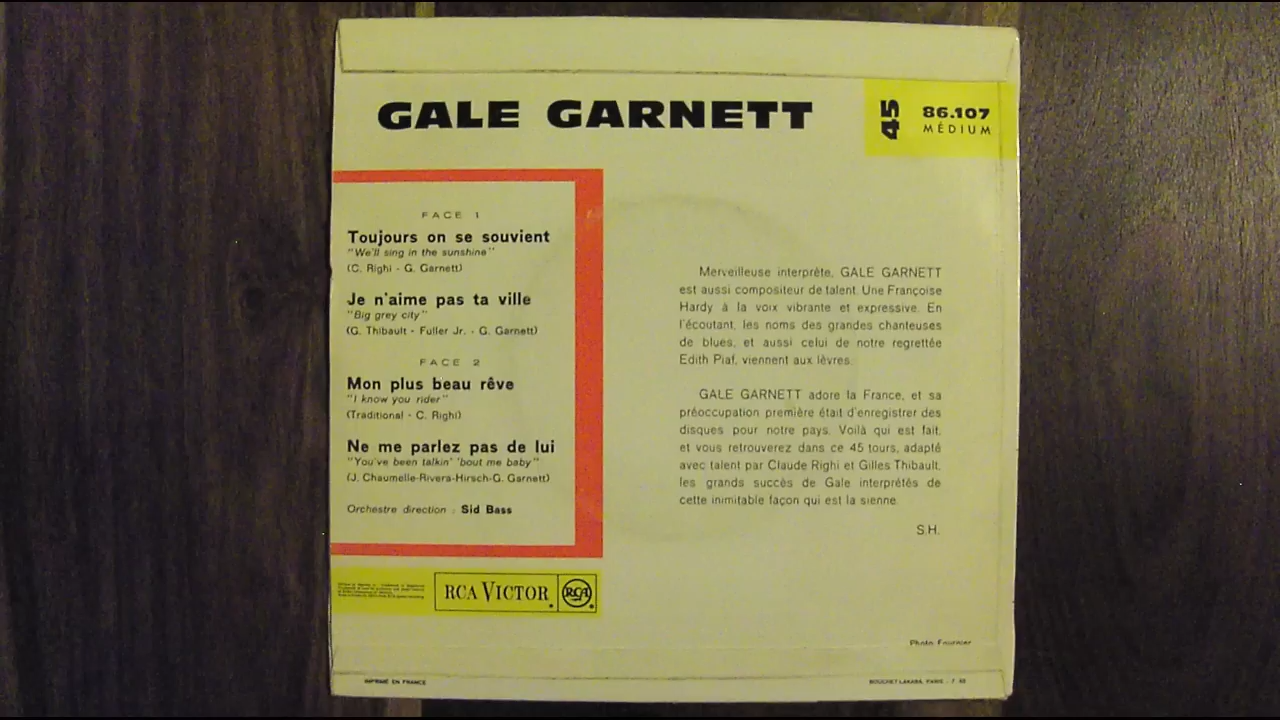 GALE GARNETT
45
86.107
MÉDIUM
FACE 1
Toujours on se souvient
"We'll sing in the sunshine"
(C. Righi - G. Garnett)
Je n'aime pas ta ville
"Big grey city"
(G. Thibault - Fuller Jr. - G. Garnett)
FACE 2
Mon plus beau rêve
"I know you rider"
(Traditional - C. Righi)
Ne me parlez pas de lui
"You've been talkin' 'bout me baby"
(J. Chaumelle-Rivera-Hirsch-G. Garnett)
Orchestre direction : Sid Bass
RCA VICTOR
RCA
Merveilleuse interprète, GALE GARNETT
est aussi compositeur de talent. Une Françoise
Hardy à la voix vibrante et expressive. En
l'écoutant, les noms des grandes chanteuses
de blues, et aussi celui de notre regrettée
Edith Piaf, viennent aux lèvres.
GALE GARNETT adore la France, et sa
préoccupation première était d'enregistrer des
disques pour notre pays. Voilà qui est fait,
et vous retrouverez dans ce 45 tours, adapté
avec talent par Claude Righi et Gilles Thibault,
les grands succès de Gale interprétés de
cette inimitable façon qui est la sienne.
S.H.
Photo Fournier
IMPRIMÉ EN FRANCE
BOUCHET-LAKARA, PARIS -